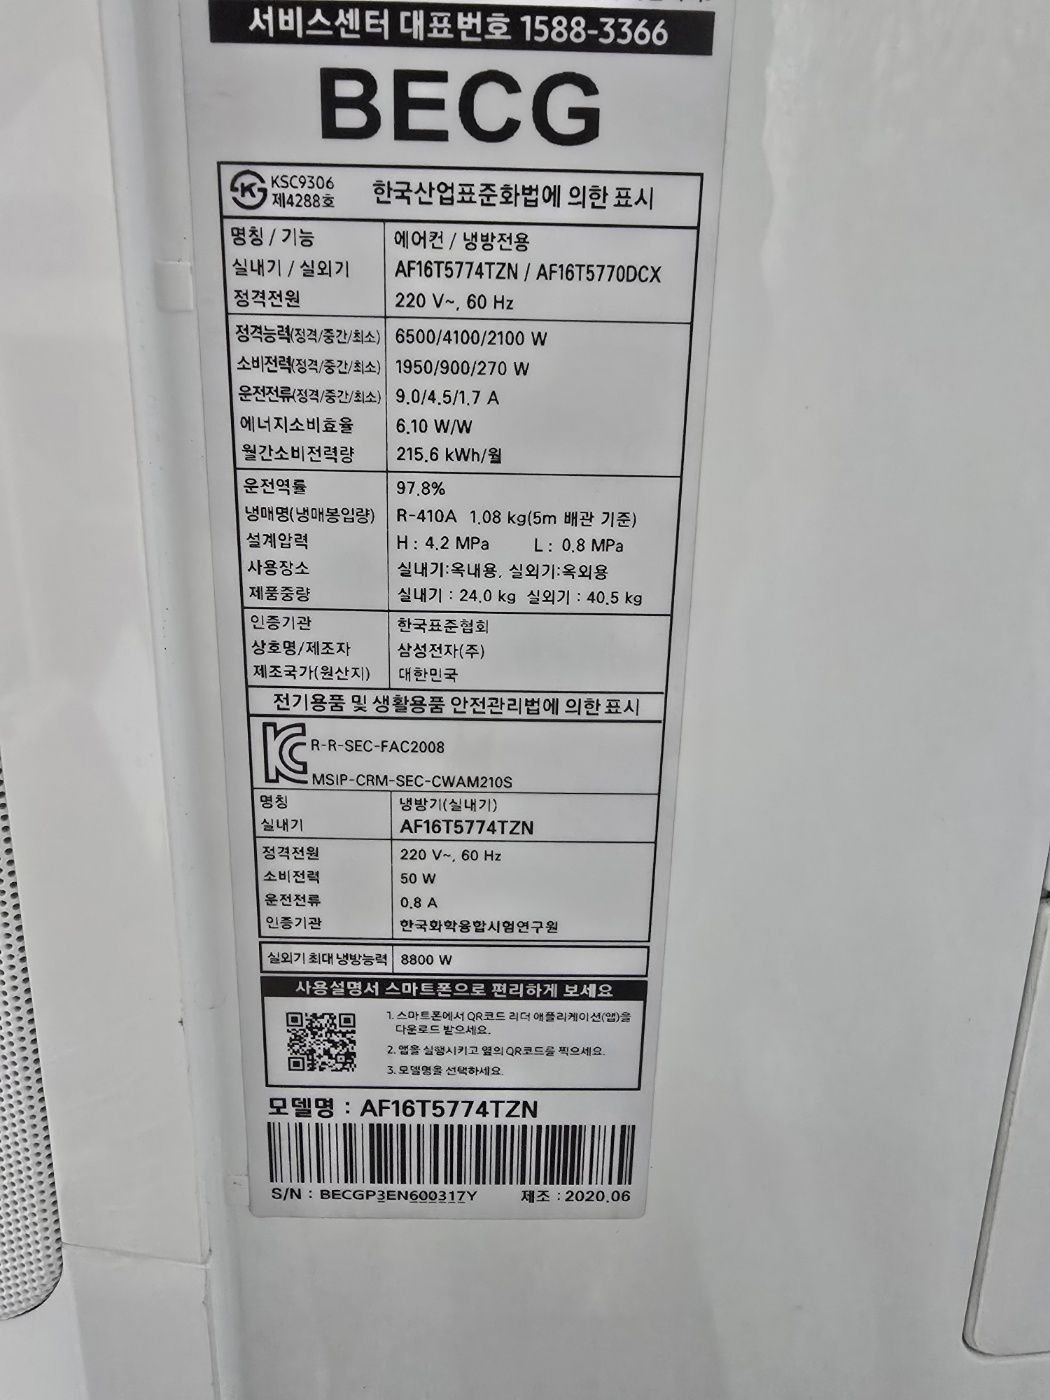 서비스센터 대표번호 1588-3366
BECG
KSC9306
제4288호
한국산업표준화법에 의한 표시
명칭 / 기능 에어컨 / 냉방전용
실내기 / 실외기 AF16T5774TZN / AF16T5770DCX
정격전원 220 V~, 60 Hz
정격능력(정격/중간/최소) 6500/4100/2100 W
소비전력(정격/중간/최소) 1950/900/270 W
운전전류(정격/중간/최소) 9.0/4.5/1.7 A
에너지소비효율 6.10 W/W
월간소비전력량 215.6 kWh/월
운전역률 97.8%
냉매명(냉매봉입량) R-410A 1.08 kg(5m 배관 기준)
설계압력 H : 4.2 MPa L : 0.8 MPa
사용장소 실내기:옥내용, 실외기:옥외용
제품중량 실내기 : 24.0 kg 실외기 : 40.5 kg
인증기관 한국표준협회
상호명/제조자 삼성전자(주)
제조국가(원산지) 대한민국
전기용품 및 생활용품 안전관리법에 의한 표시
R-R-SEC-FAC2008
MSIP-CRM-SEC-CWAM210S
명칭 냉방기(실내기)
실내기 AF16T5774TZN
정격전원 220 V~, 60 Hz
소비전력 50 W
운전전류 0.8 A
인증기관 한국화학융합시험연구원
실외기 최대 냉방능력 8800 W
사용설명서 스마트폰으로 편리하게 보세요
1. 스마트폰에서 QR코드 리더 애플리케이션(앱)을
다운로드 받으세요.
2. 앱을 실행시키고 옆의 QR코드를 찍으세요.
3. 모델명을 선택하세요.
모델명 : AF16T5774TZN
S/N : BECGP3EN600317Y 제조 : 2020.06